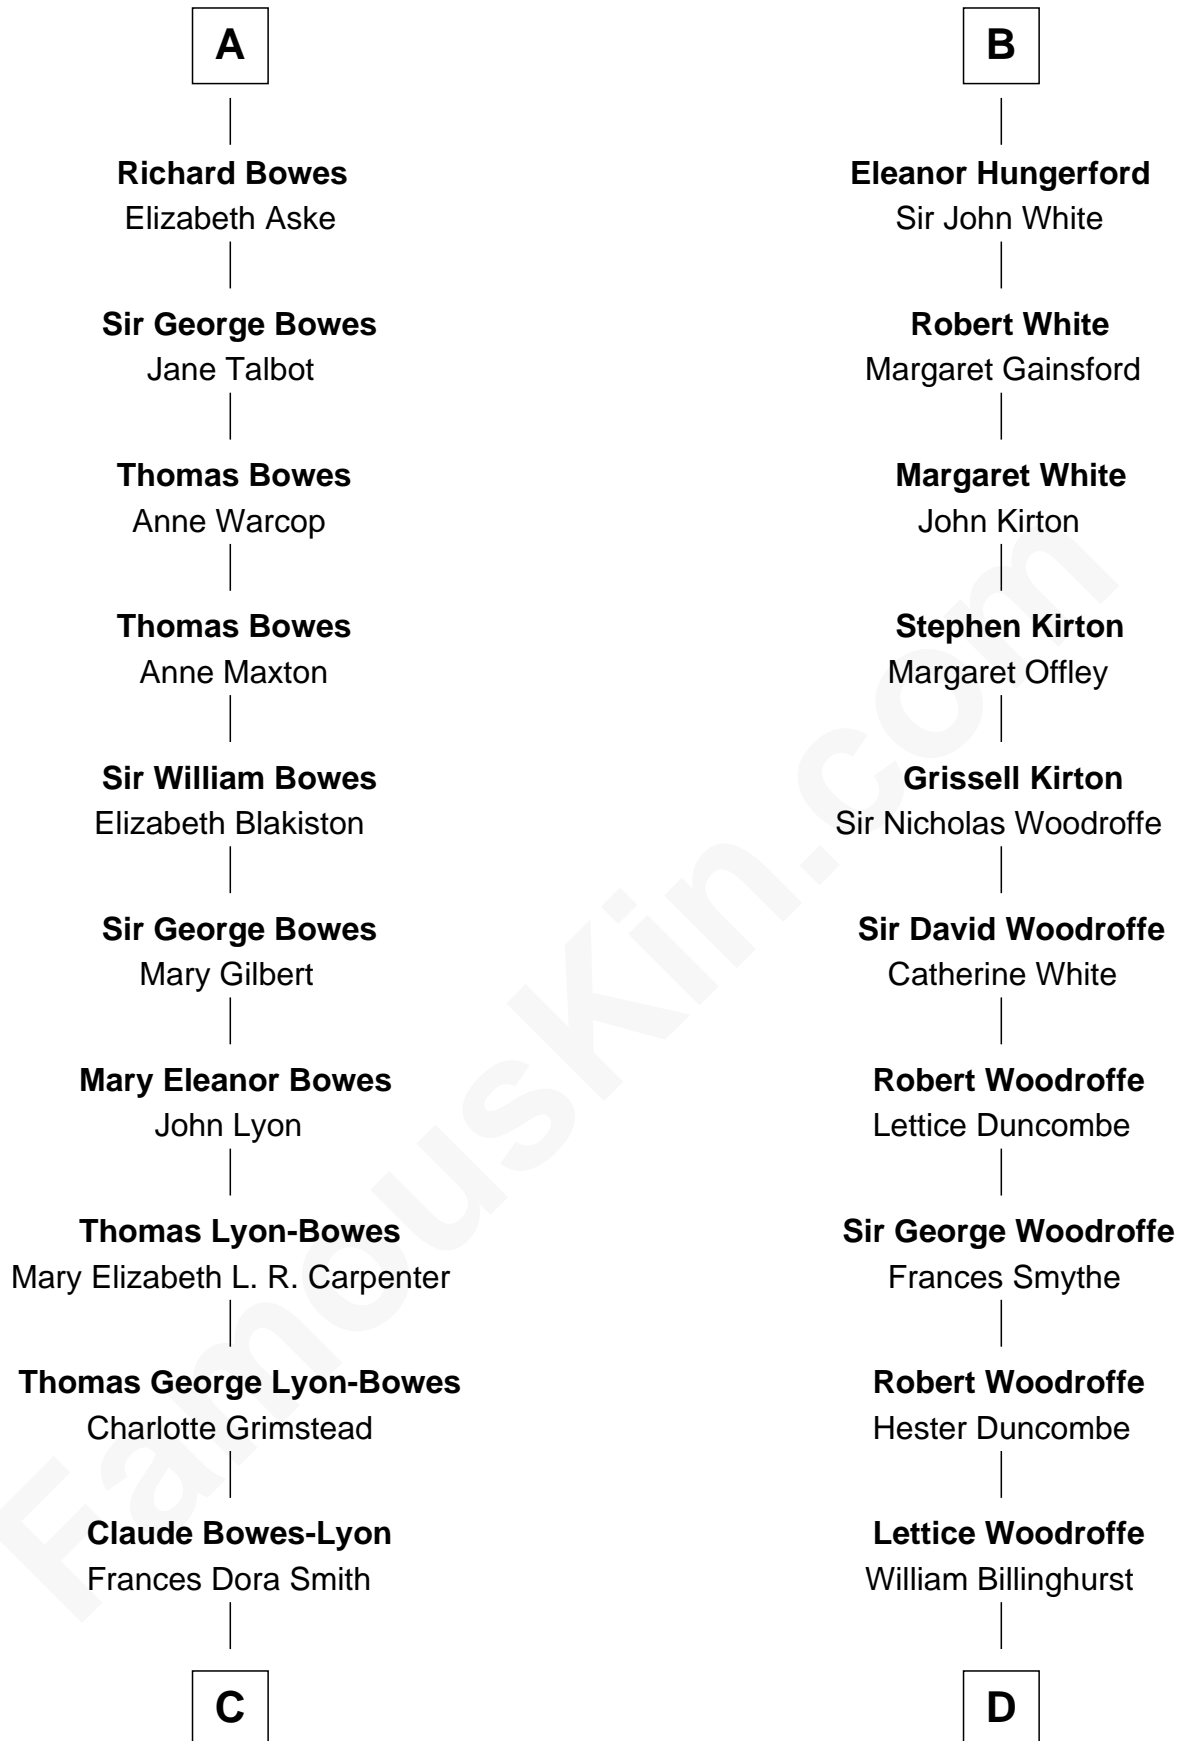 A
Richard Bowes
Elizabeth Aske
Sir George Bowes
Jane Talbot
Thomas Bowes
Anne Warcop
Thomas Bowes
Anne Maxton
Sir William Bowes
Elizabeth Blakiston
Sir George Bowes
Mary Gilbert
Mary Eleanor Bowes
John Lyon
Thomas Lyon-Bowes
Mary Elizabeth L. R. Carpenter
Thomas George Lyon-Bowes
Charlotte Grimstead
Claude Bowes-Lyon
Frances Dora Smith
C
B
Eleanor Hungerford
Sir John White
Robert White
Margaret Gainsford
Margaret White
John Kirton
Stephen Kirton
Margaret Offley
Grissell Kirton
Sir Nicholas Woodroffe
Sir David Woodroffe
Catherine White
Robert Woodroffe
Lettice Duncombe
Sir George Woodroffe
Frances Smythe
Robert Woodroffe
Hester Duncombe
Lettice Woodroffe
William Billinghurst
D
FamousKin.com